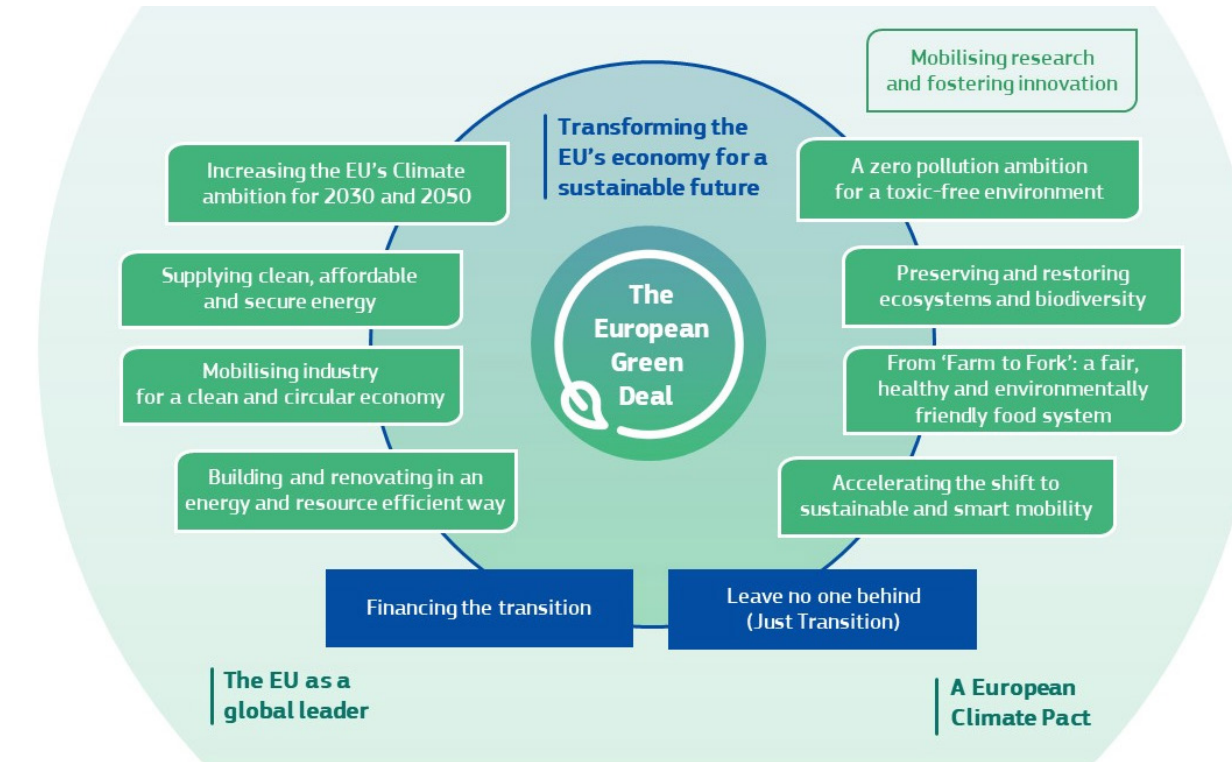 Mobilising research
and fostering innovation
Transforming the
EU's economy for a
sustainable future
Increasing the EU's Climate
ambition for 2030 and 2050
A zero pollution ambition
for a toxic-free environment
Supplying clean, affordable
and secure energy
Preserving and restoring
ecosystems and biodiversity
The
European
Green
Deal
Mobilising industry
for a clean and circular economy
From ‘Farm to Fork’: a fair,
healthy and environmentally
friendly food system
Building and renovating in an
energy and resource efficient way
Accelerating the shift to
sustainable and smart mobility
Financing the transition
Leave no one behind
(Just Transition)
The EU as a
global leader
A European
Climate Pact